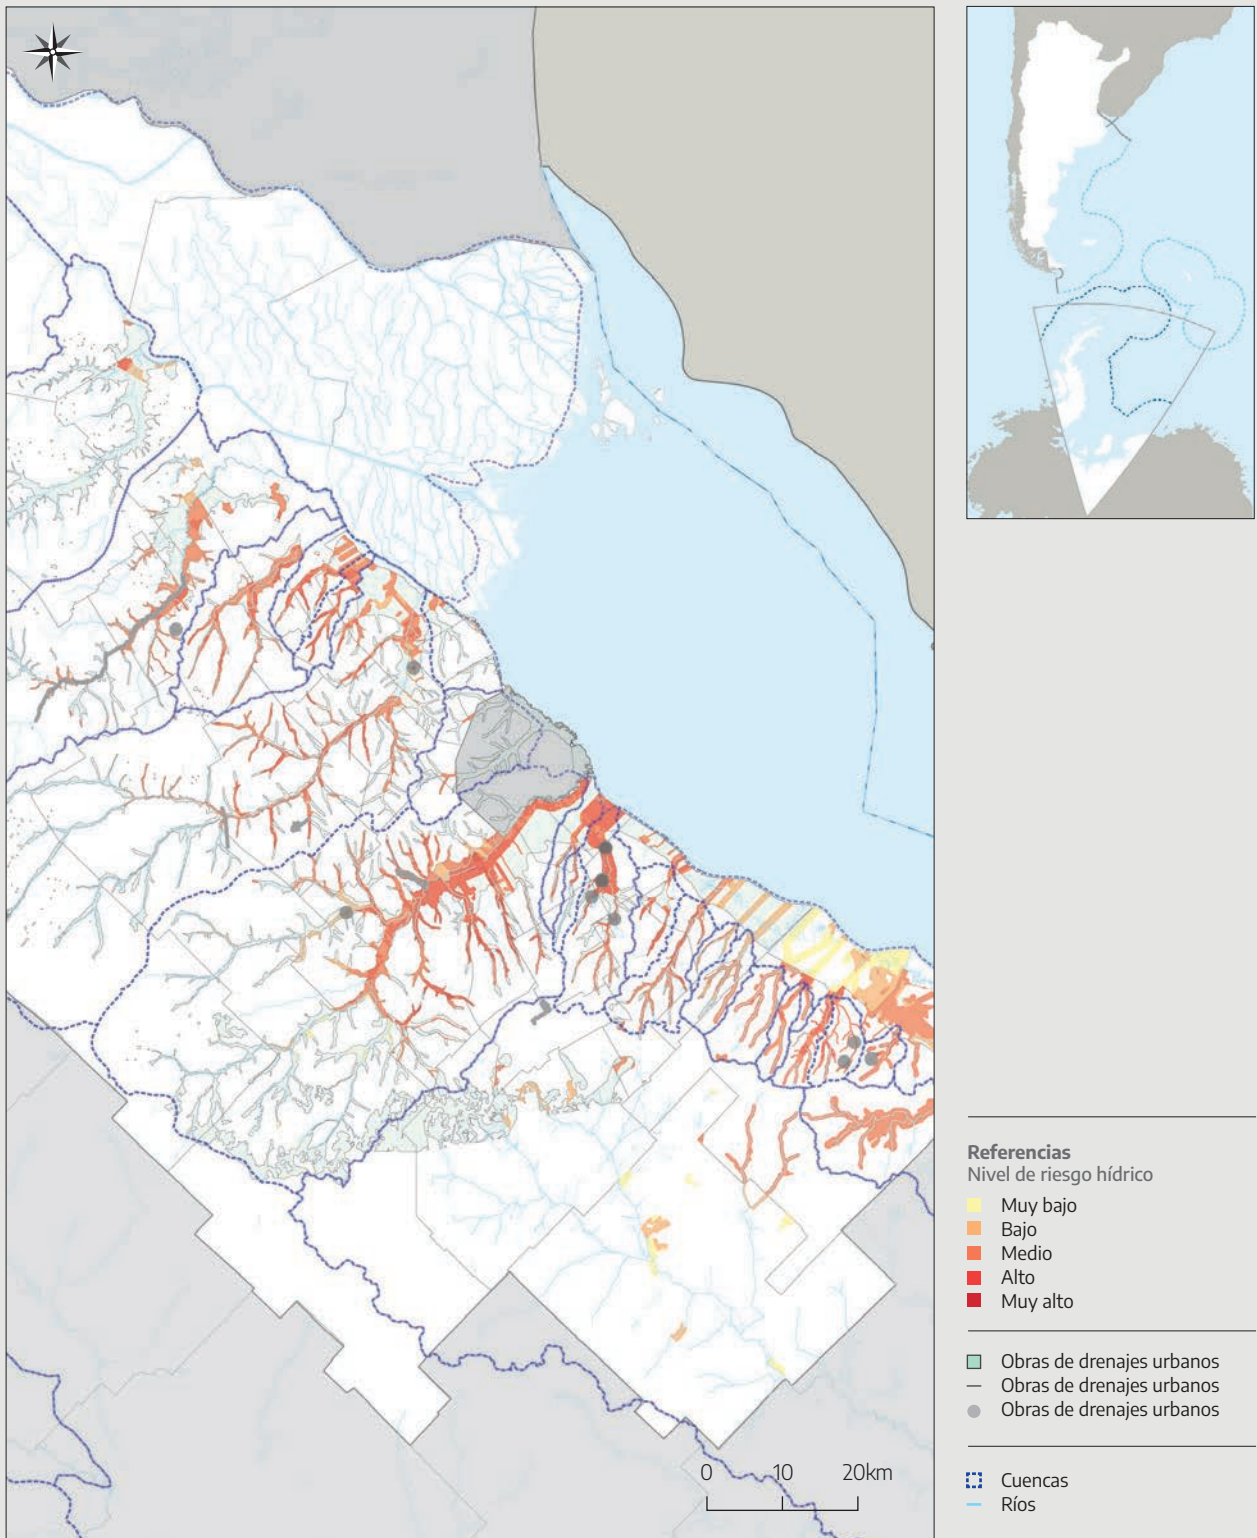 Referencias
Nivel de riesgo hídrico
Muy bajo
Bajo
Medio
Alto
Muy alto
Obras de drenajes urbanos
Obras de drenajes urbanos
Obras de drenajes urbanos
Cuencas
Ríos
0 10 20km